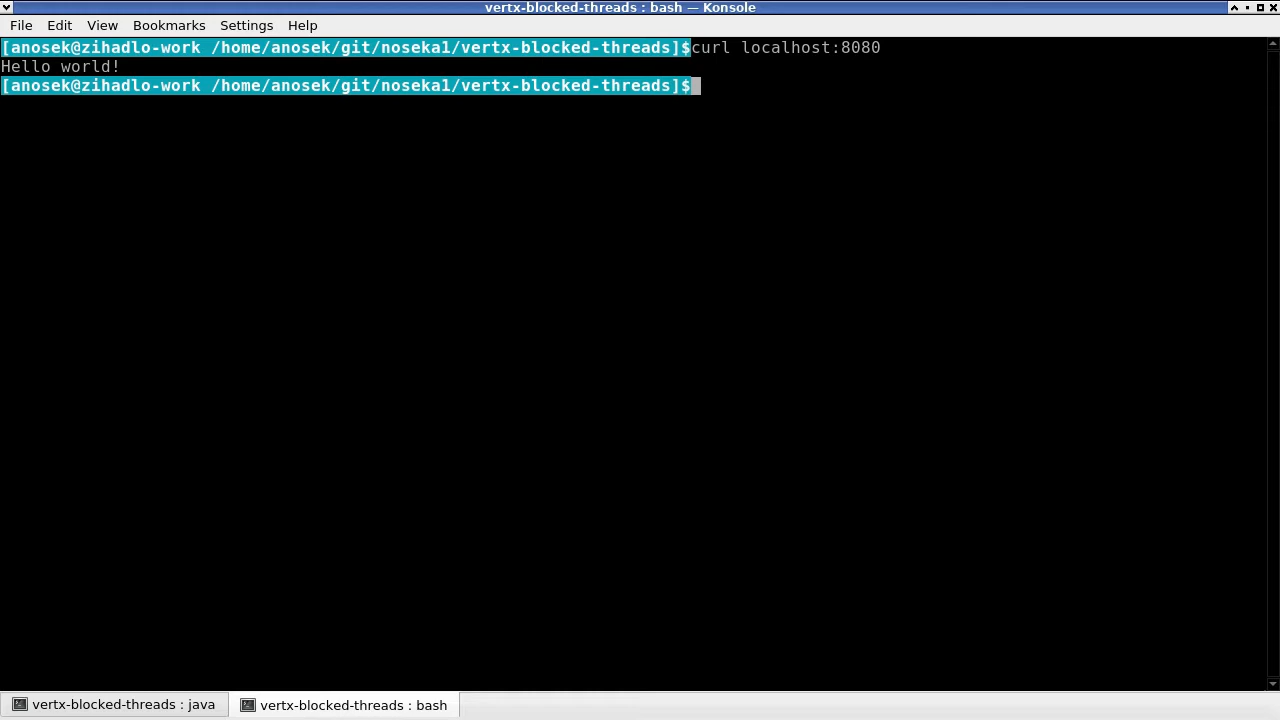 vertx-blocked-threads : bash — Konsole
File Edit View Bookmarks Settings Help
[anosek@zihadlo-work /home/anosek/git/noseka1/vertx-blocked-threads]$curl localhost:8080
Hello world!
[anosek@zihadlo-work /home/anosek/git/noseka1/vertx-blocked-threads]$
vertx-blocked-threads : java vertx-blocked-threads : bash